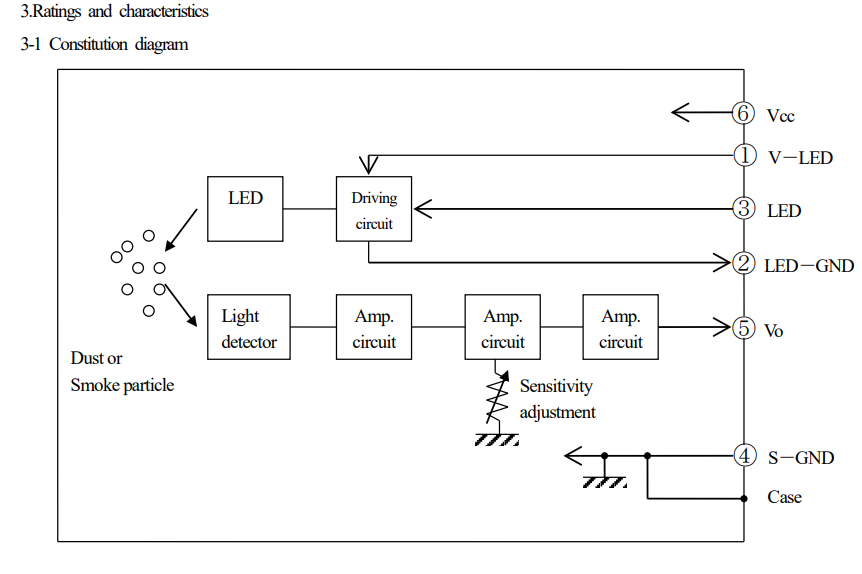 3.Ratings and characteristics
3-1 Constitution diagram
⑥ Vcc
① V－LED
LED
Driving
circuit
③ LED
② LED－GND
Light
detector
Amp.
circuit
Amp.
circuit
Amp.
circuit
⑤ Vo
Dust or
Smoke particle
Sensitivity
adjustment
④ S－GND
Case